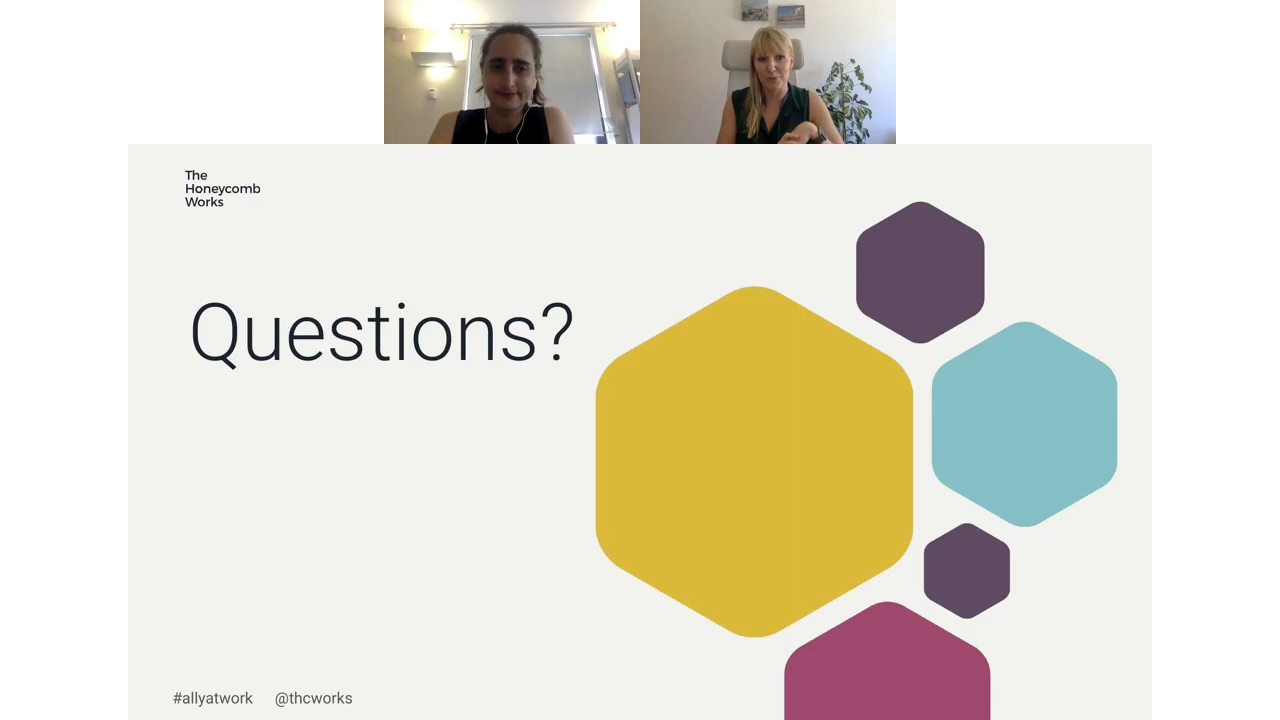 The
Honeycomb
Works
Questions?
#allyatwork @thcworks